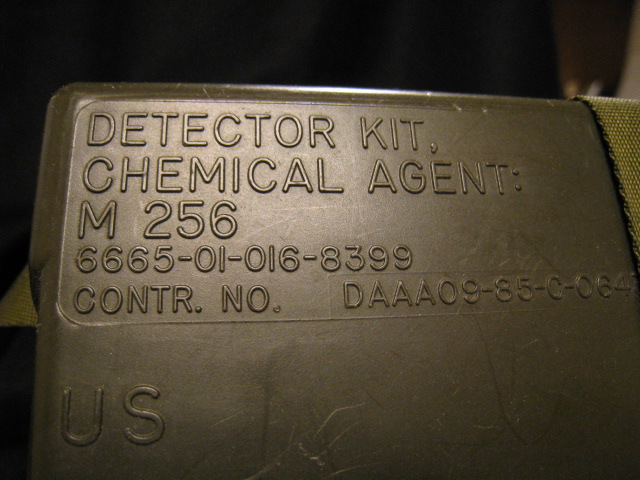 DETECTOR KIT,
CHEMICAL AGENT:
M 256
6665-01-016-8399
CONTR. NO. DAAA09-85-C-064
US